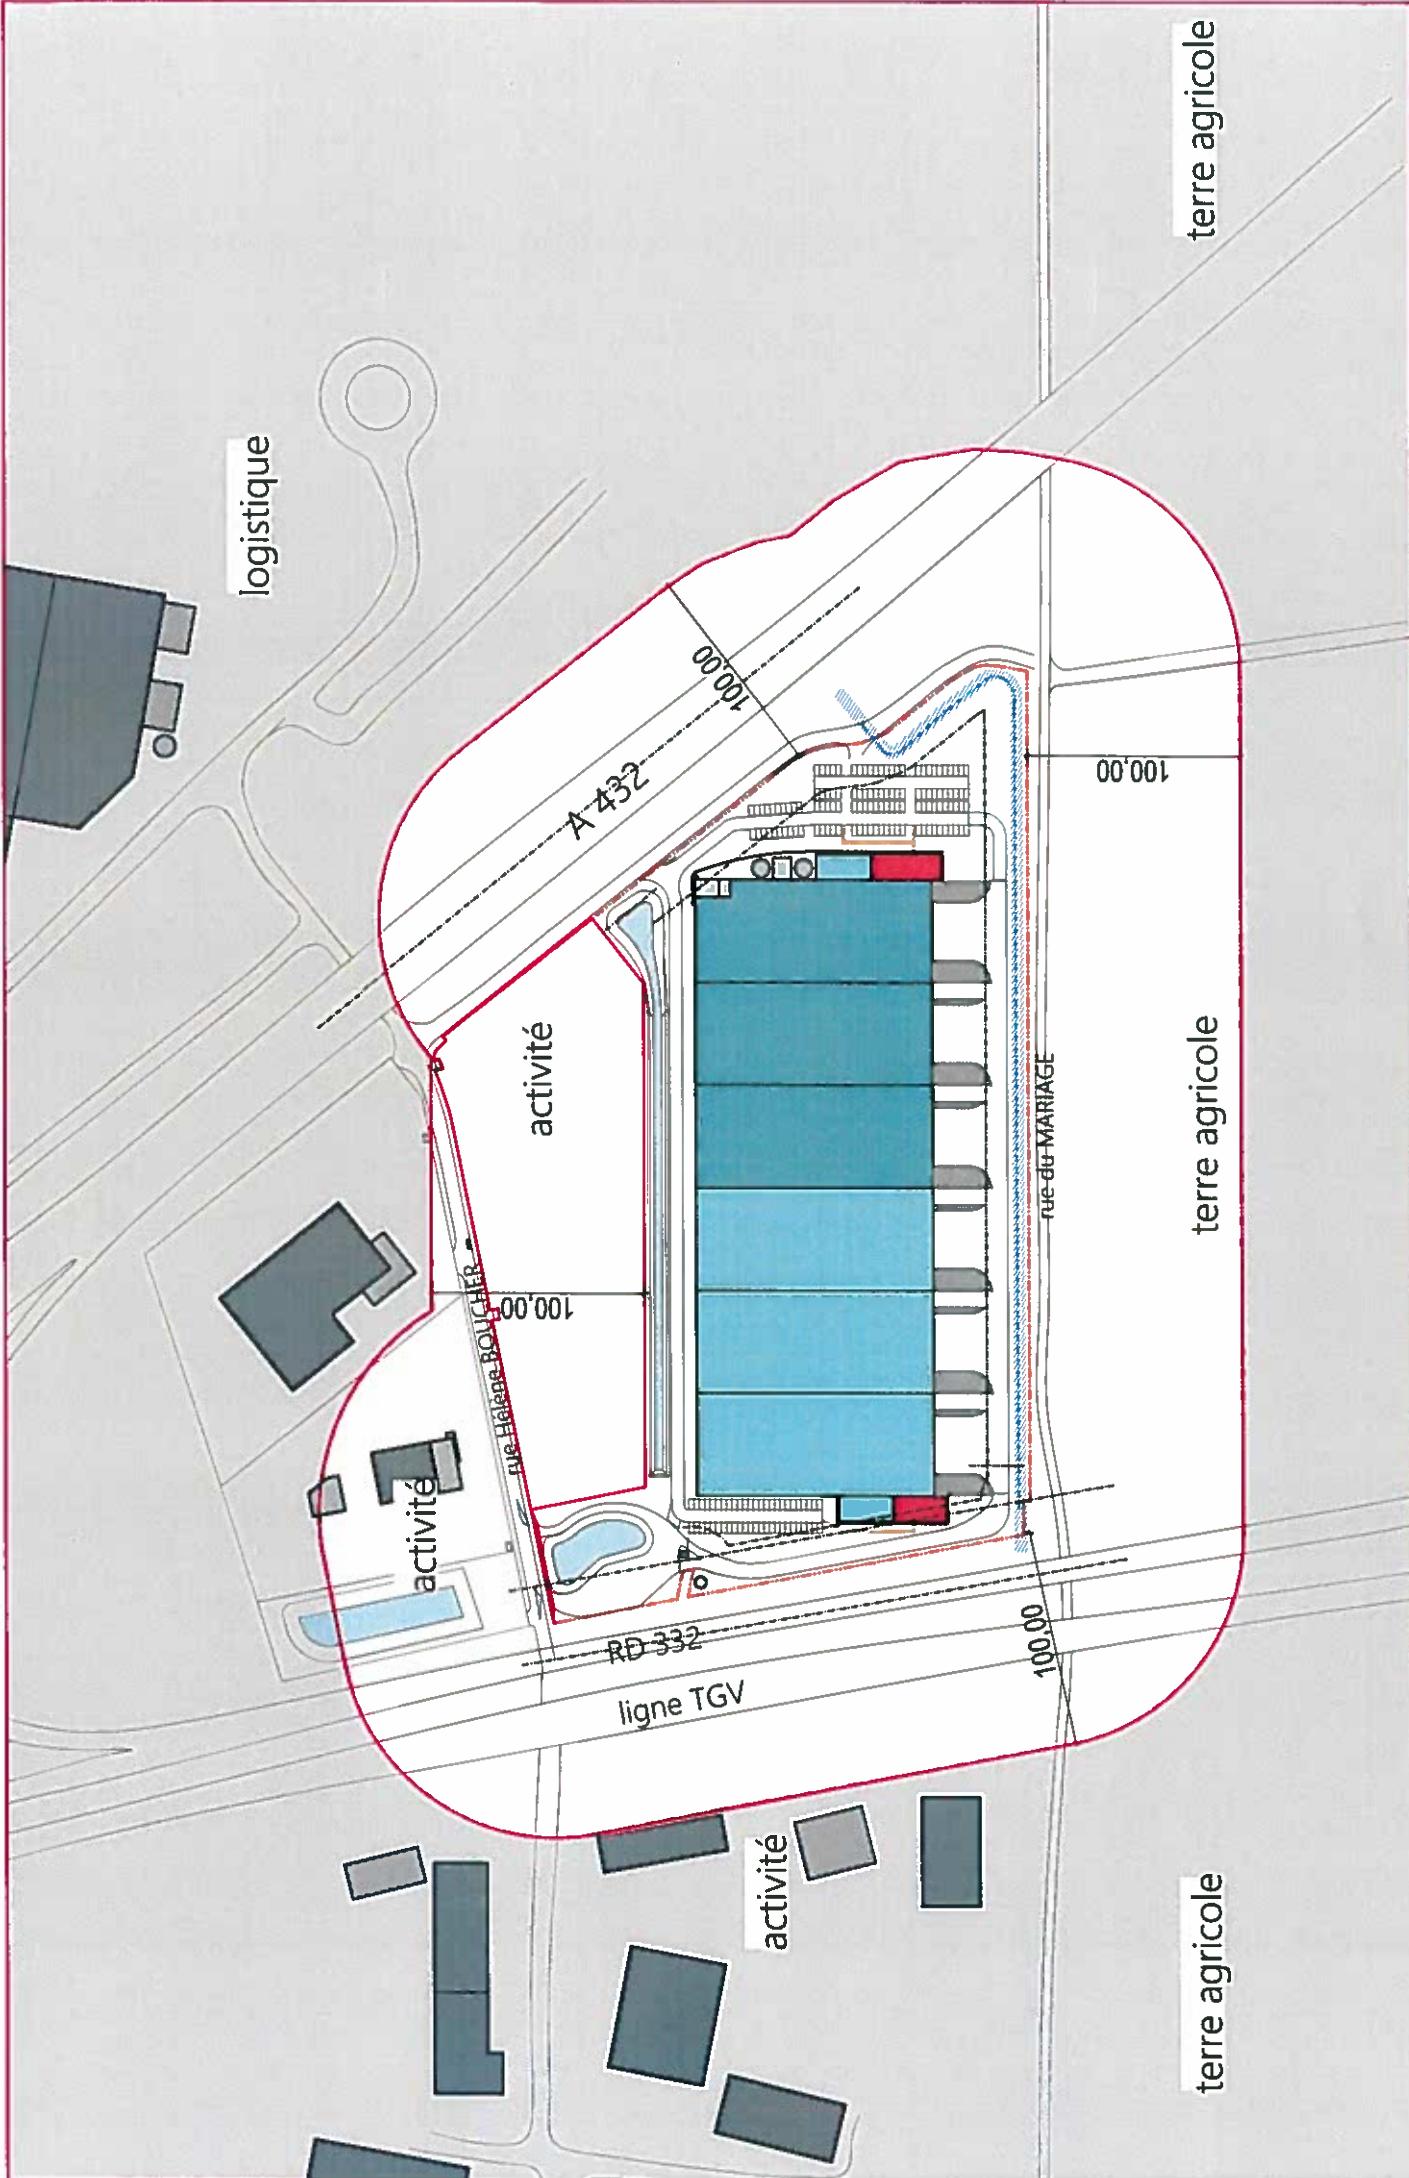 terre agricole
logistique
100,00
A 432
100,00
activité
rue du MARIAGE
terre agricole
100,00
rue Hélène BOUCHER
activité
RD 332
100,00
ligne TGV
activité
terre agricole